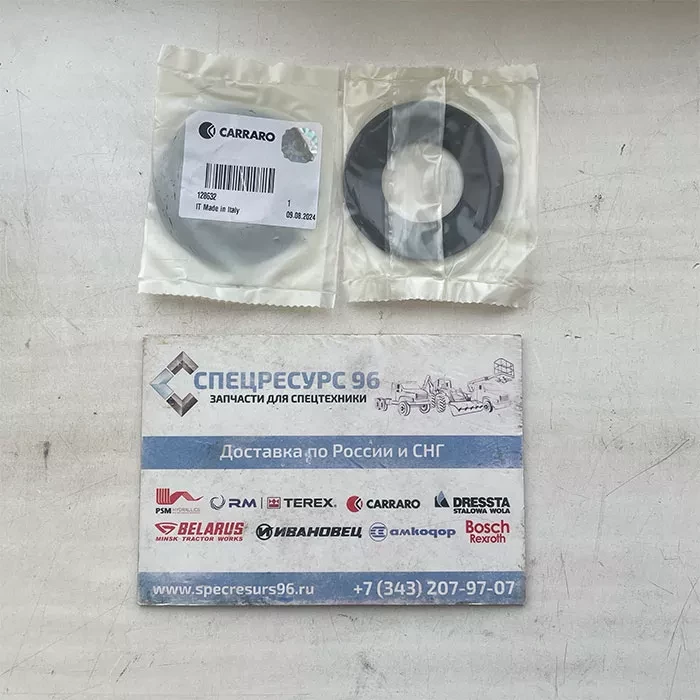 CARRARO
128632
1
IT Made in Italy
09.08.2024
СПЕЦРЕСУРС 96
ЗАПЧАСТИ ДЛЯ СПЕЦТЕХНИКИ
Доставка по России и СНГ
PSM HYDRAULICS
RM
TEREX
CARRARO
DRESSTA
STALOWA WOLA
BELARUS
MINSK TRACTOR WORKS
ИВАНОВЕЦ
амкодор
Bosch
Rexroth
www.specresurs96.ru
+7 (343) 207-97-07